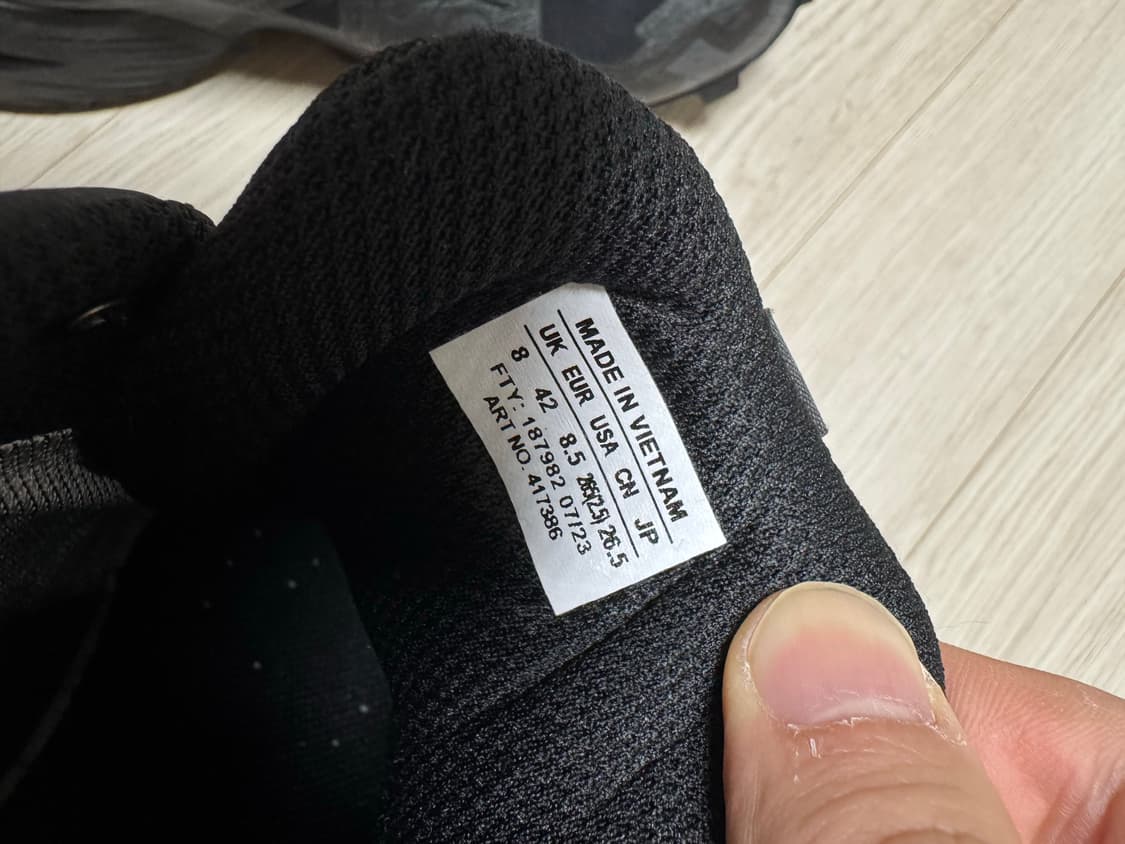 MADE IN VIETNAM
UK EUR USA CN JP
8 42 8.5 265(2.5) 26.5
FTY: 187982 07/23
ART NO. 417386